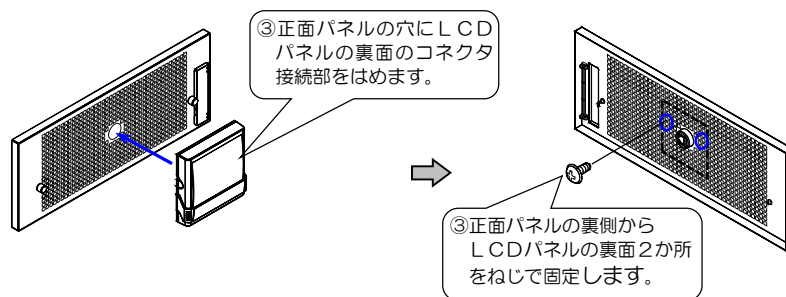 ③正面パネルの穴にLCD
パネルの裏面のコネクタ
接続部をはめます。
③正面パネルの裏側から
LCDパネルの裏面2か所
をねじで固定します。